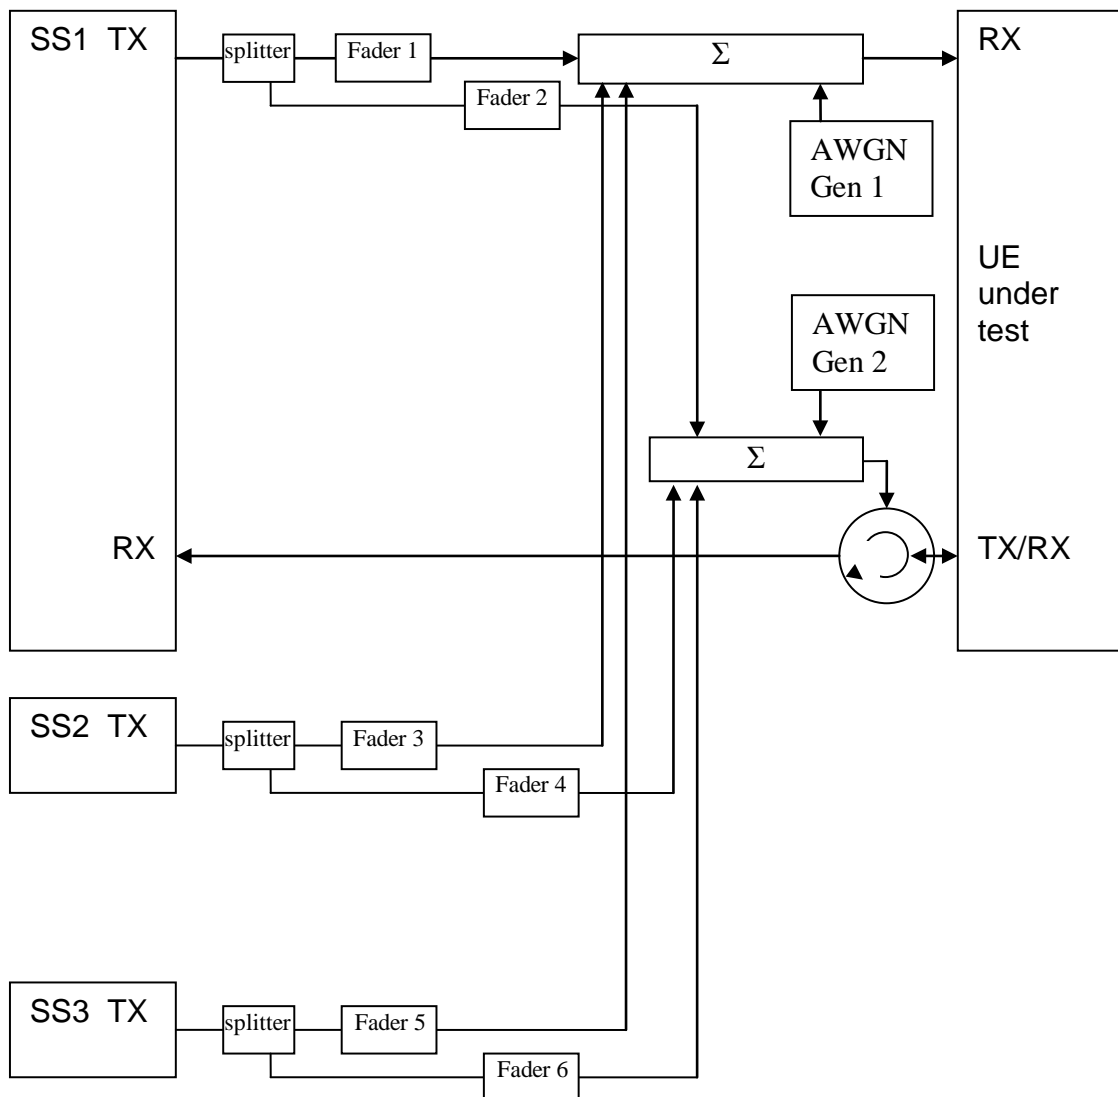 SS1 TX
splitter
Fader 1
Σ
RX
Fader 2
AWGN
Gen 1
UE
under
test
AWGN
Gen 2
Σ
RX
TX/RX
SS2 TX
splitter
Fader 3
Fader 4
SS3 TX
splitter
Fader 5
Fader 6